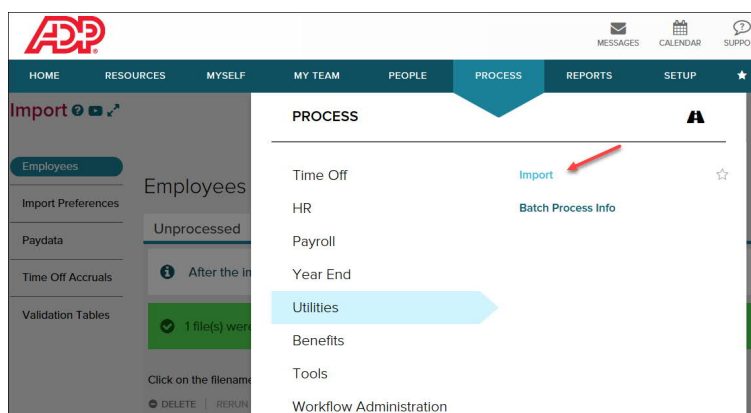 ADP
MESSAGES CALENDAR SUPPO
HOME RESOURCES MYSELF MY TEAM PEOPLE PROCESS REPORTS SETUP
Import
PROCESS
Employees
Import Preferences
Paydata
Time Off Accruals
Validation Tables
Employees
Unprocessed
After the im
1 file(s) were
Click on the filename
DELETE | RERUN
Time Off
HR
Payroll
Year End
Utilities
Benefits
Tools
Workflow Administration
Import
Batch Process Info